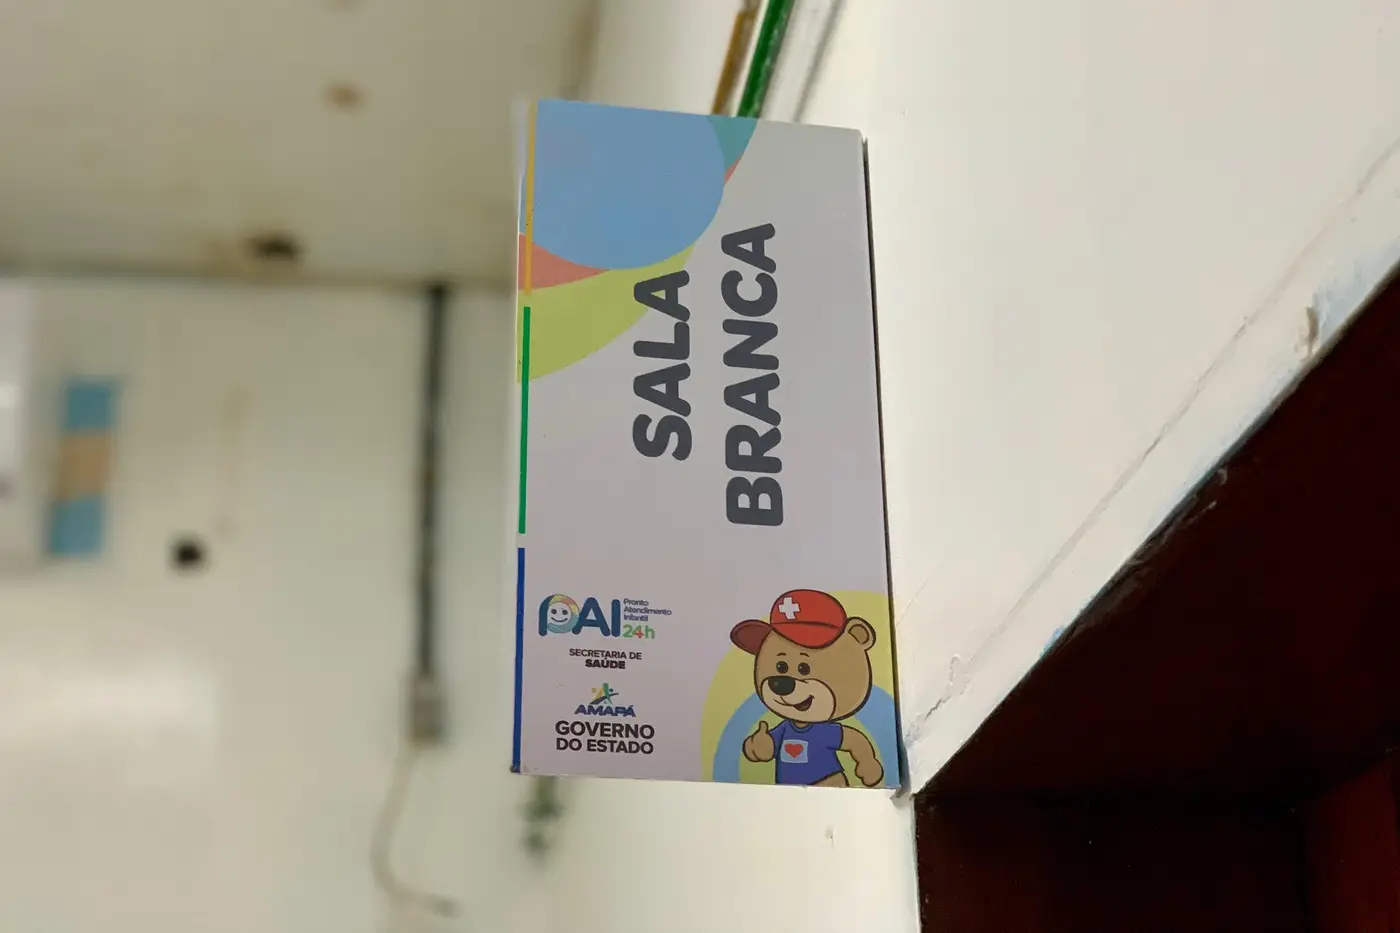 SALA
BRANCA
PAI
Pronto
Atendimento
Infantil
24h
SECRETARIA DE
SAÚDE
AMAPÁ
GOVERNO
DO ESTADO